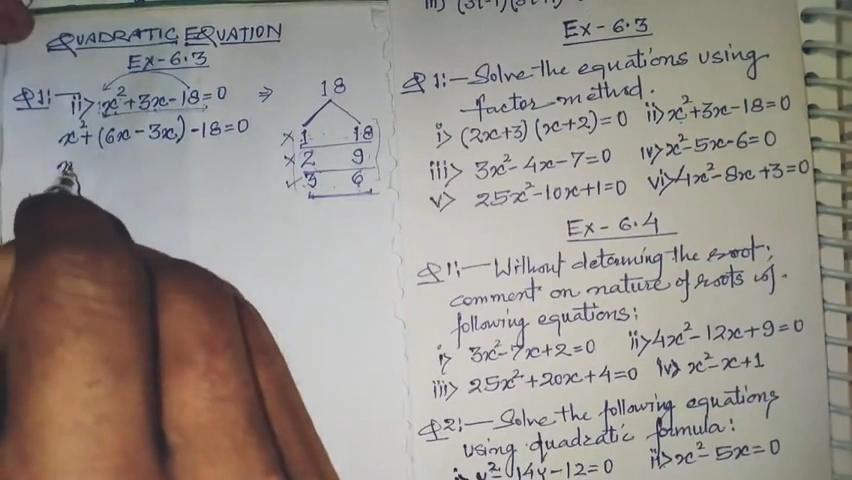 QUADRATIC EQUATION
Ex-6.3
Q1:- ii> x²+3x-18=0 ⇒
x²+(6x-3x)-18=0
x
18
x 1 18
x 2 9
✓ 3 6
Ex-6.3
Q1:- Solve the equations using
factor method.
i> (2x+3)(x+2)=0 ii> x²+3x-18=0
iii> 3x²-4x-7=0 iv> x²-5x-6=0
v> 25x²-10x+1=0 vi> 4x²-8x+3=0
Ex-6.4
Q1:- Without determing the root;
comment on nature of roots of.
following equations:
i> 3x²-7x+2=0 ii> 4x²-12x+9=0
iii> 25x²+20x+4=0 iv> x²-x+1
Q2:- Solve the following equations
using quadratic formula:
14y-12=0 ii> x²-5x=0